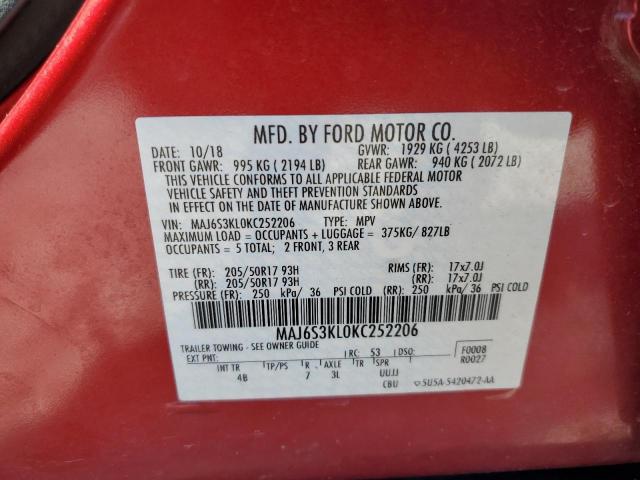 MFD. BY FORD MOTOR CO.
DATE: 10/18 GVWR: 1929 KG ( 4253 LB)
FRONT GAWR: 995 KG ( 2194 LB) REAR GAWR: 940 KG ( 2072 LB)
THIS VEHICLE CONFORMS TO ALL APPLICABLE FEDERAL MOTOR
VEHICLE SAFETY AND THEFT PREVENTION STANDARDS
IN EFFECT ON THE DATE OF MANUFACTURE SHOWN ABOVE.
VIN: MAJ6S3KL0KC252206 TYPE: MPV
MAXIMUM LOAD = OCCUPANTS + LUGGAGE = 375KG/ 827LB
OCCUPANTS = 5 TOTAL; 2 FRONT, 3 REAR
TIRE (FR): 205/50R17 93H RIMS (FR): 17x7.0J
(RR): 205/50R17 93H (RR): 17x7.0J
PRESSURE (FR): 250 kPa/ 36 PSI COLD (RR): 250 kPa/ 36 PSI COLD
MAJ6S3KL0KC252206
TRAILER TOWING - SEE OWNER GUIDE
EXT PNT: RC: 53 DSO: F0008
R0027
INT TR TP/PS R AXLE TR SPR
4B 7 3L UUJJ
CBU 5U5A-5420472-AA